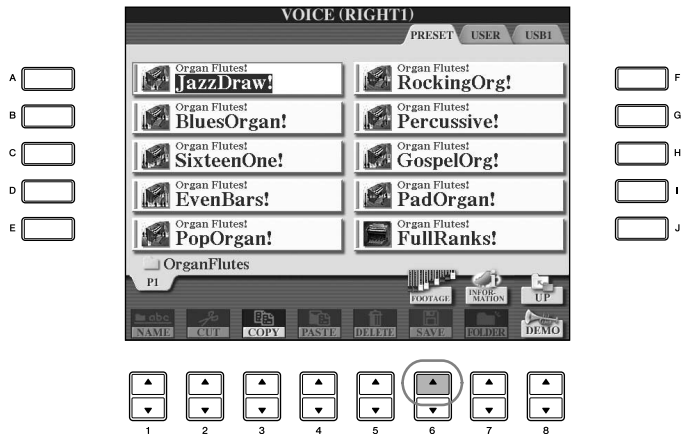 VOICE (RIGHT1)
PRESET USER USB1
A
Organ Flutes!
JazzDraw!
Organ Flutes!
RockingOrg!
F
B
Organ Flutes!
BluesOrgan!
Organ Flutes!
Percussive!
G
C
Organ Flutes!
SixteenOne!
Organ Flutes!
GospelOrg!
H
D
Organ Flutes!
EvenBars!
Organ Flutes!
PadOrgan!
I
E
Organ Flutes!
PopOrgan!
Organ Flutes!
FullRanks!
J
OrganFlutes
P1
FOOTAGE
INFOR-
MATION
UP
abc
NAME CUT COPY PASTE DELETE SAVE FOLDER DEMO
1 2 3 4 5 6 7 8